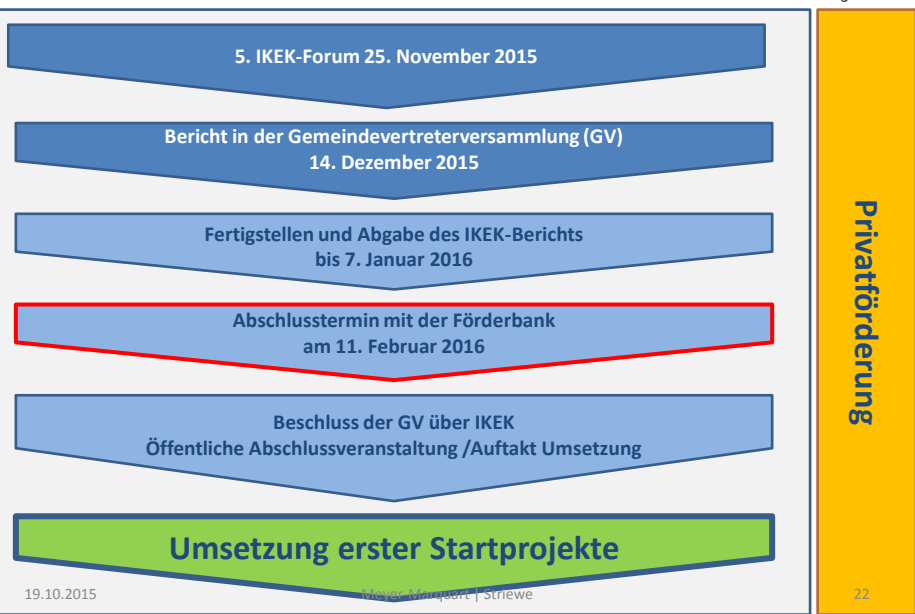 5. IKEK-Forum 25. November 2015
Bericht in der Gemeindevertreterversammlung (GV)
14. Dezember 2015
Fertigstellen und Abgabe des IKEK-Berichts
bis 7. Januar 2016
Abschlusstermin mit der Förderbank
am 11. Februar 2016
Beschluss der GV über IKEK
Öffentliche Abschlussveranstaltung /Auftakt Umsetzung
Umsetzung erster Startprojekte
Privatförderung
19.10.2015
Meyer-Marquart | Striewe
22